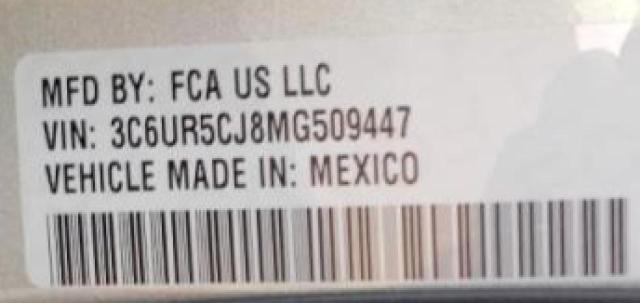 MFD BY: FCA US LLC
VIN: 3C6UR5CJ8MG509447
VEHICLE MADE IN: MEXICO